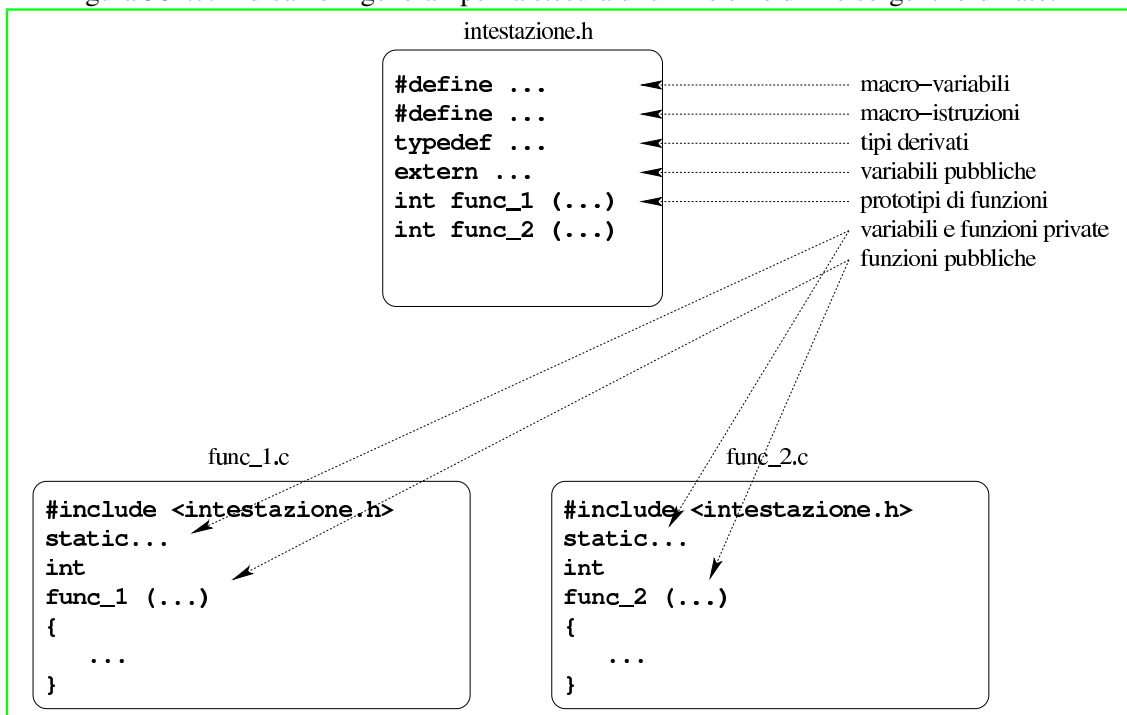 intestazione.h
#define ...
#define ...
typedef ...
extern ...
int func_1 (...)
int func_2 (...)
macro−variabili
macro−istruzioni
tipi derivati
variabili pubbliche
prototipi di funzioni
variabili e funzioni private
funzioni pubbliche
func_1.c
#include <intestazione.h>
static...
int
func_1 (...)
{
...
}
func_2.c
#include <intestazione.h>
static...
int
func_2 (...)
{
...
}